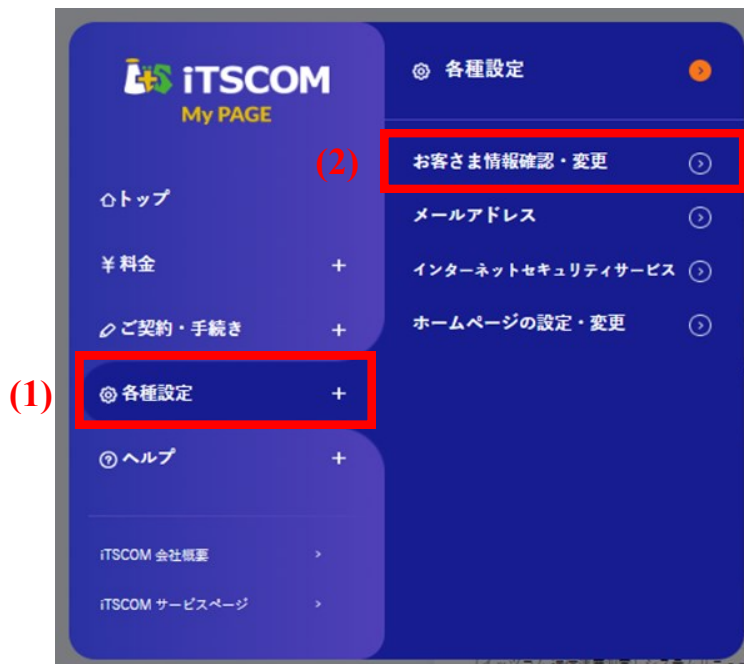 iTSCOM
My PAGE
トップ
¥ 料金 +
ご契約・手続き +
(1)
各種設定 +
ヘルプ +
iTSCOM 会社概要 >
iTSCOM サービスページ >
各種設定
(2)
お客さま情報確認・変更
メールアドレス
インターネットセキュリティサービス
ホームページの設定・変更